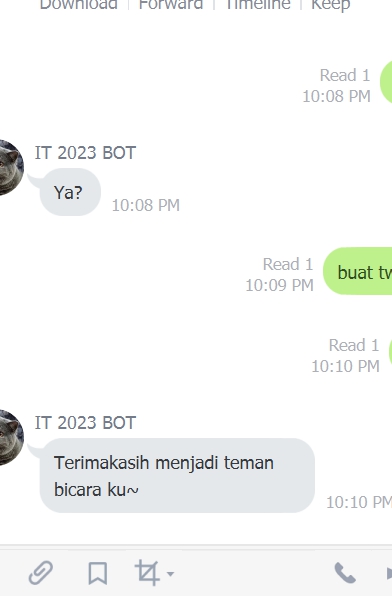 Download Forward Timeline Keep
Read 1
10:08 PM
IT 2023 BOT
Ya?
10:08 PM
Read 1
10:09 PM
buat
Read 1
10:10 PM
IT 2023 BOT
Terimakasih menjadi teman
bicara ku~
10:10 PM